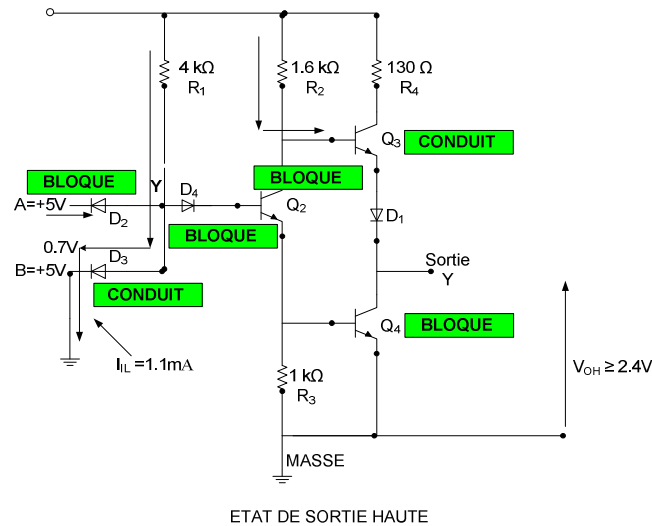 4 kΩ
R1
1.6 kΩ
R2
130 Ω
R4
Q3
CONDUIT
BLOQUE
BLOQUE
Y
D4
A=+5V
D2
Q2
BLOQUE
D1
0.7V
D3
B=+5V
CONDUIT
Sortie
Y
Q4
BLOQUE
IIL=1.1mA
1 kΩ
R3
VOH ≥ 2.4V
MASSE
ETAT DE SORTIE HAUTE